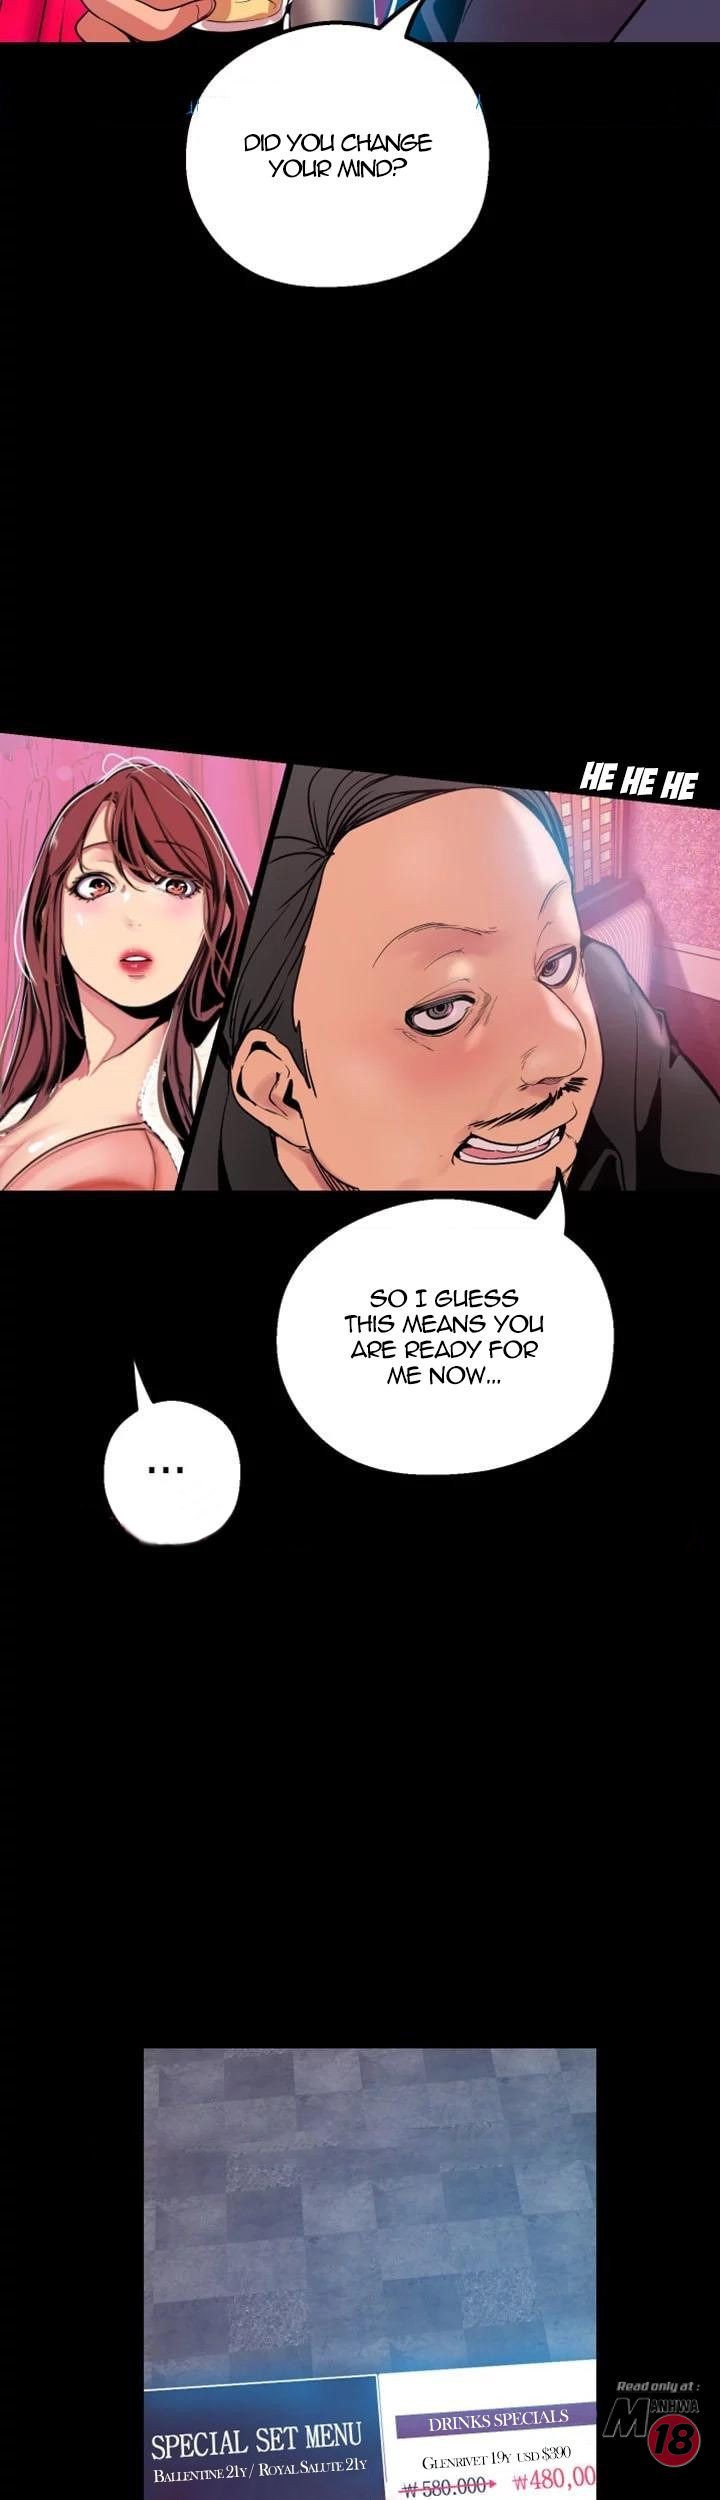 DID YOU CHANGE
YOUR MIND?
HE HE HE
SO I GUESS
THIS MEANS YOU
ARE READY FOR
ME NOW...
...
SPECIAL SET MENU
BALLENTINE 21Y / ROYAL SALUTE 21Y
DRINKS SPECIALS
GLENRIVET 19Y USD $390
₩ 580.000 ₩480,00
Read only at :
MANHWA
18